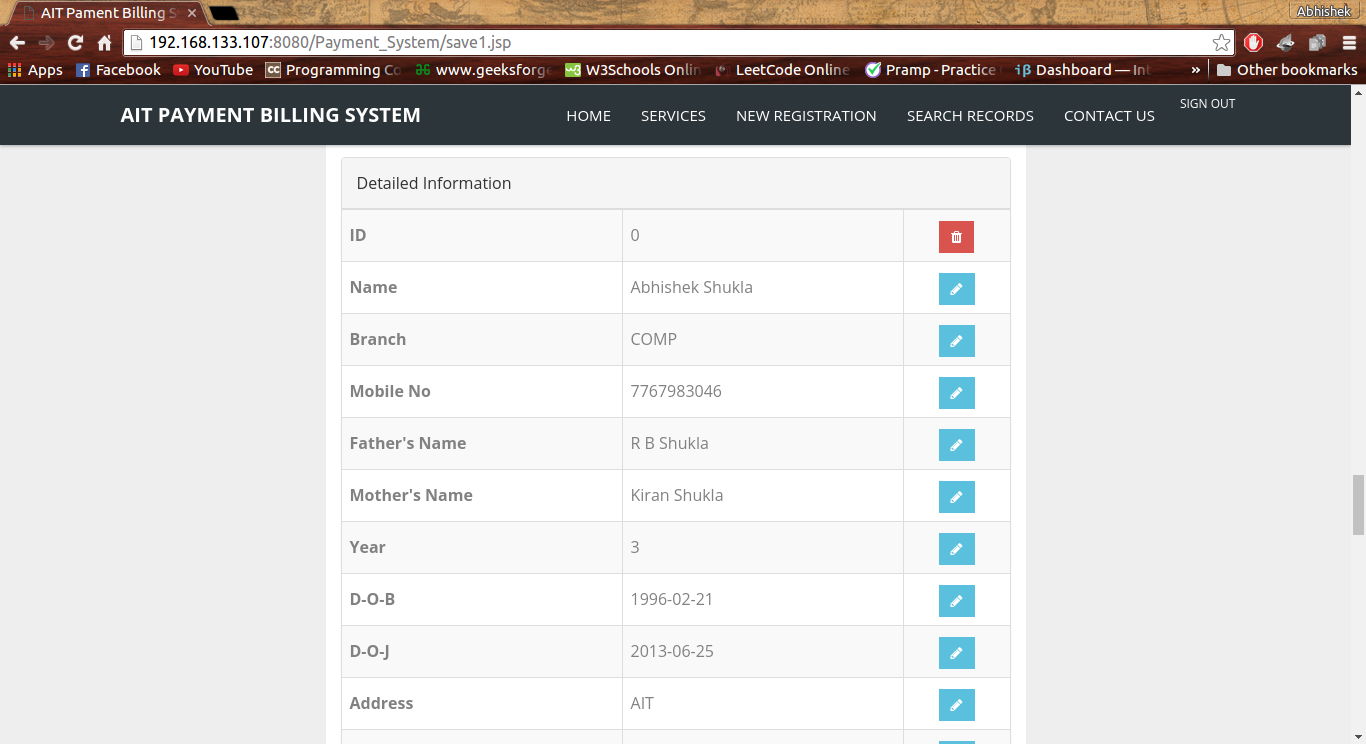 AIT Pament Billing S
Abhishek
192.168.133.107:8080/Payment_System/save1.jsp
Apps Facebook YouTube Programming Co www.geeksforge W3Schools Onlin LeetCode Online Pramp - Practice Dashboard — Int » Other bookmarks
AIT PAYMENT BILLING SYSTEM HOME SERVICES NEW REGISTRATION SEARCH RECORDS CONTACT US SIGN OUT
Detailed Information
ID 0
Name Abhishek Shukla
Branch COMP
Mobile No 7767983046
Father's Name R B Shukla
Mother's Name Kiran Shukla
Year 3
D-O-B 1996-02-21
D-O-J 2013-06-25
Address AIT